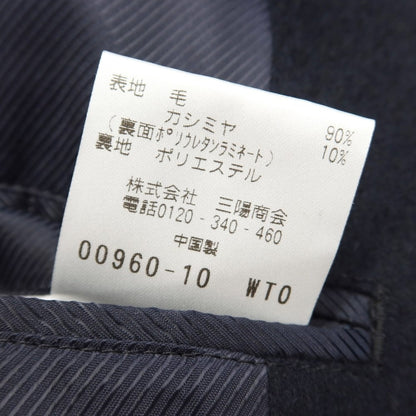 表地 毛 90%
カシミヤ 10%
(裏面ポリウレタンラミネート)
裏地 ポリエステル
株式会社 三陽商会
電話0120-340-460
中国製
00960-10 WTO